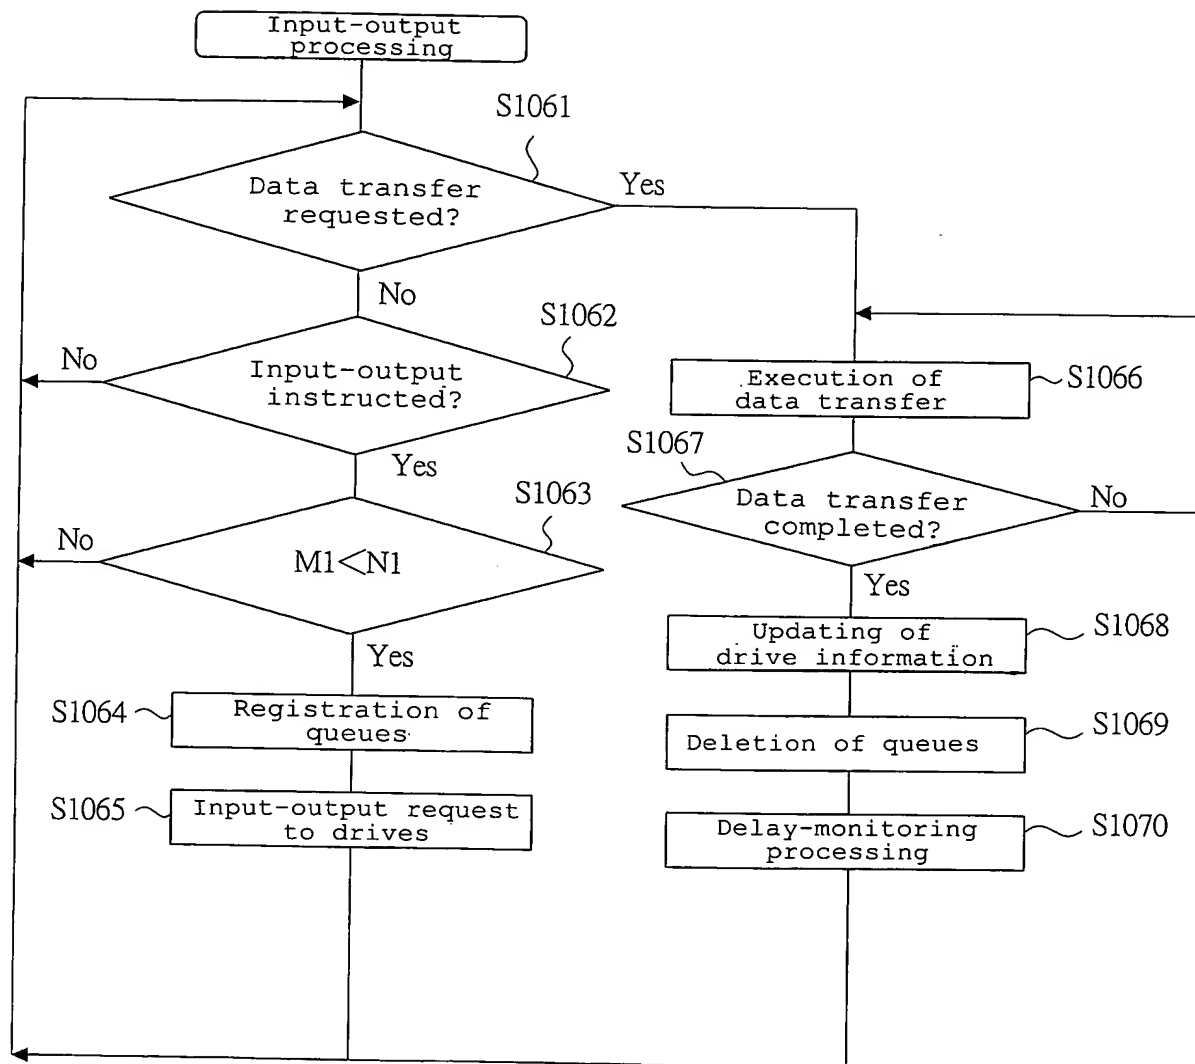 Input-output
processing
S1061
Data transfer
requested?
Yes
No
S1062
No
Input-output
instructed?
Yes
S1063
No
M1<N1
Yes
S1064
Registration of
queues
S1065
Input-output request
to drives
Execution of
data transfer
S1066
S1067
Data transfer
completed?
No
Yes
Updating of
drive information
S1068
Deletion of queues
S1069
Delay-monitoring
processing
S1070